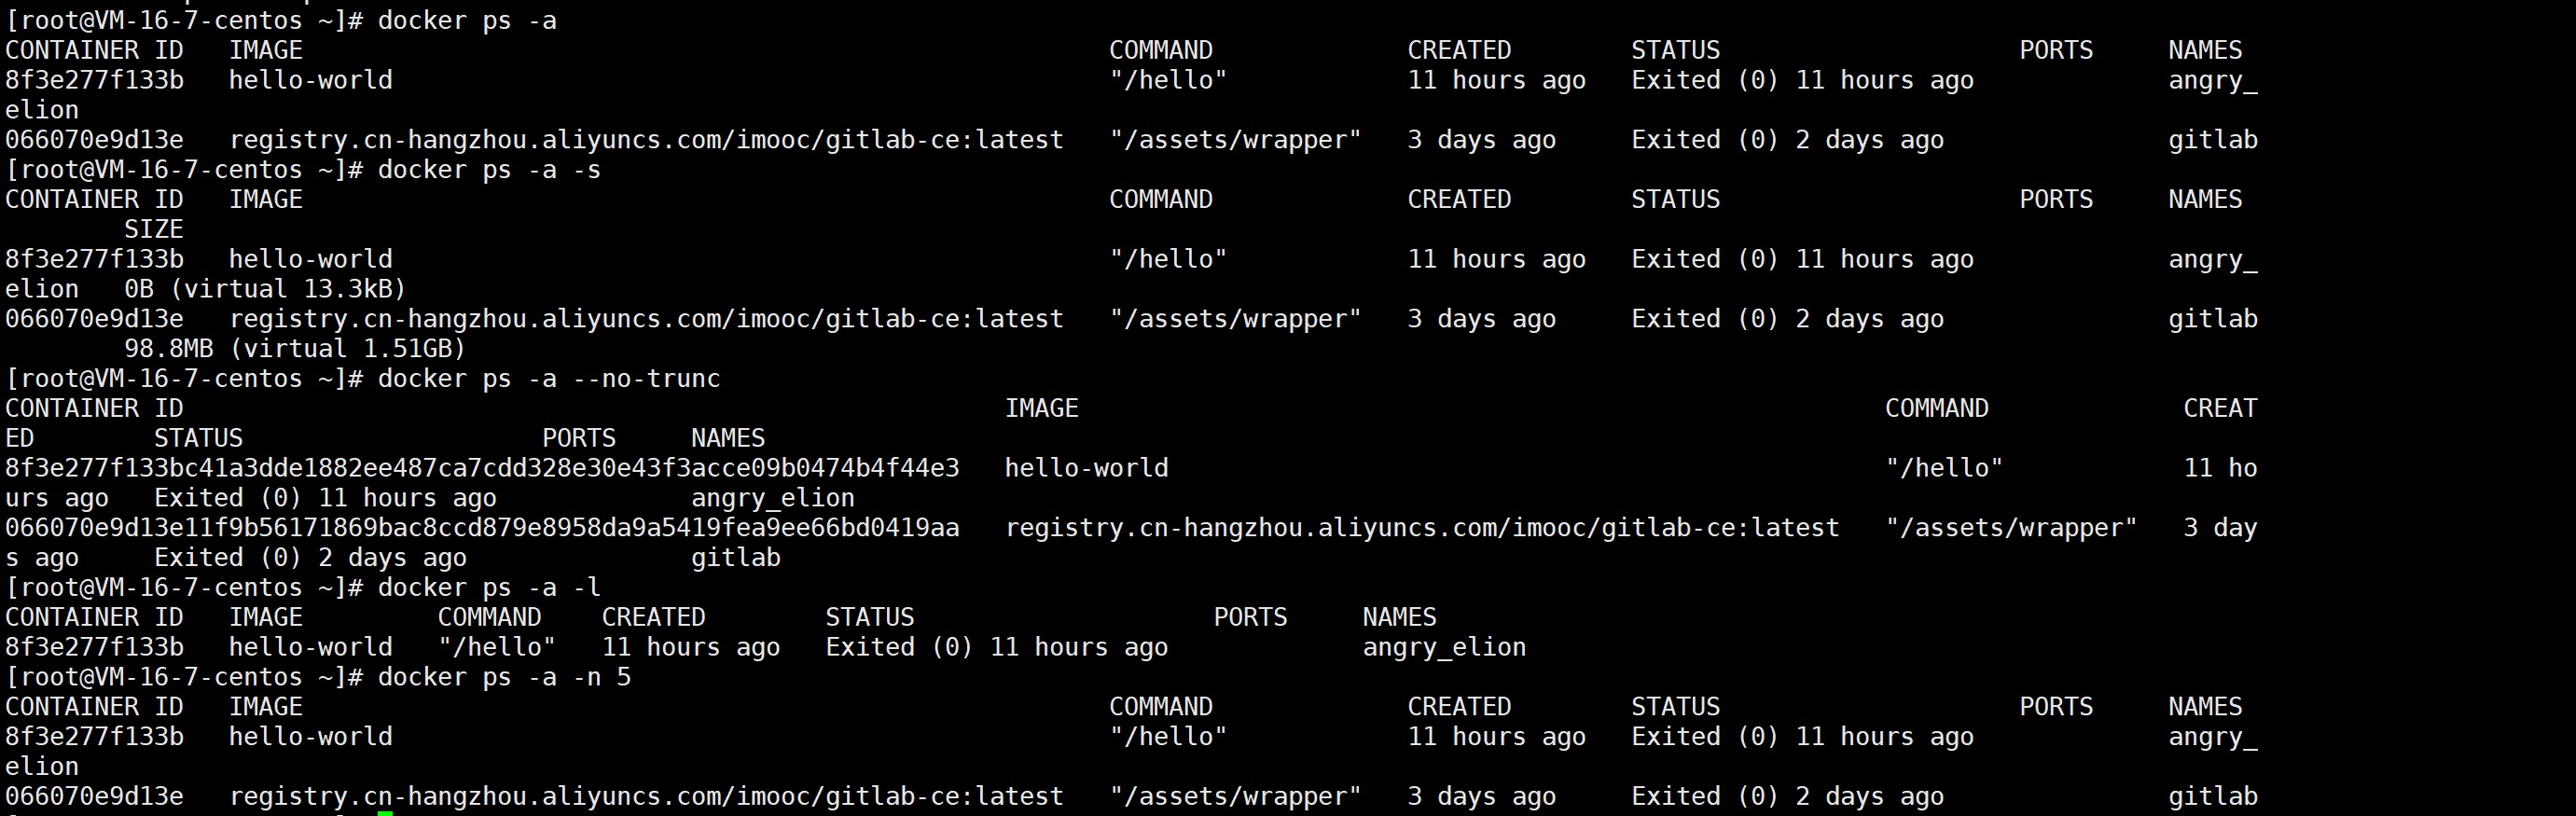 [root@VM-16-7-centos ~]# docker ps -a
CONTAINER ID   IMAGE                                                      COMMAND             CREATED        STATUS                    PORTS     NAMES
8f3e277f133b   hello-world                                                "/hello"            11 hours ago   Exited (0) 11 hours ago             angry_
elion
066070e9d13e   registry.cn-hangzhou.aliyuncs.com/imooc/gitlab-ce:latest   "/assets/wrapper"   3 days ago     Exited (0) 2 days ago               gitlab
[root@VM-16-7-centos ~]# docker ps -a -s
CONTAINER ID   IMAGE                                                      COMMAND             CREATED        STATUS                    PORTS     NAMES
        SIZE
8f3e277f133b   hello-world                                                "/hello"            11 hours ago   Exited (0) 11 hours ago             angry_
elion   0B (virtual 13.3kB)
066070e9d13e   registry.cn-hangzhou.aliyuncs.com/imooc/gitlab-ce:latest   "/assets/wrapper"   3 days ago     Exited (0) 2 days ago               gitlab
        98.8MB (virtual 1.51GB)
[root@VM-16-7-centos ~]# docker ps -a --no-trunc
CONTAINER ID                                                       IMAGE                                                      COMMAND             CREAT
ED        STATUS                    PORTS     NAMES
8f3e277f133bc41a3dde1882ee487ca7cdd328e30e43f3acce09b0474b4f44e3   hello-world                                                "/hello"            11 ho
urs ago   Exited (0) 11 hours ago             angry_elion
066070e9d13e11f9b56171869bac8ccd879e8958da9a5419fea9ee66bd0419aa   registry.cn-hangzhou.aliyuncs.com/imooc/gitlab-ce:latest   "/assets/wrapper"   3 day
s ago     Exited (0) 2 days ago               gitlab
[root@VM-16-7-centos ~]# docker ps -a -l
CONTAINER ID   IMAGE         COMMAND    CREATED        STATUS                    PORTS     NAMES
8f3e277f133b   hello-world   "/hello"   11 hours ago   Exited (0) 11 hours ago             angry_elion
[root@VM-16-7-centos ~]# docker ps -a -n 5
CONTAINER ID   IMAGE                                                      COMMAND             CREATED        STATUS                    PORTS     NAMES
8f3e277f133b   hello-world                                                "/hello"            11 hours ago   Exited (0) 11 hours ago             angry_
elion
066070e9d13e   registry.cn-hangzhou.aliyuncs.com/imooc/gitlab-ce:latest   "/assets/wrapper"   3 days ago     Exited (0) 2 days ago               gitlab